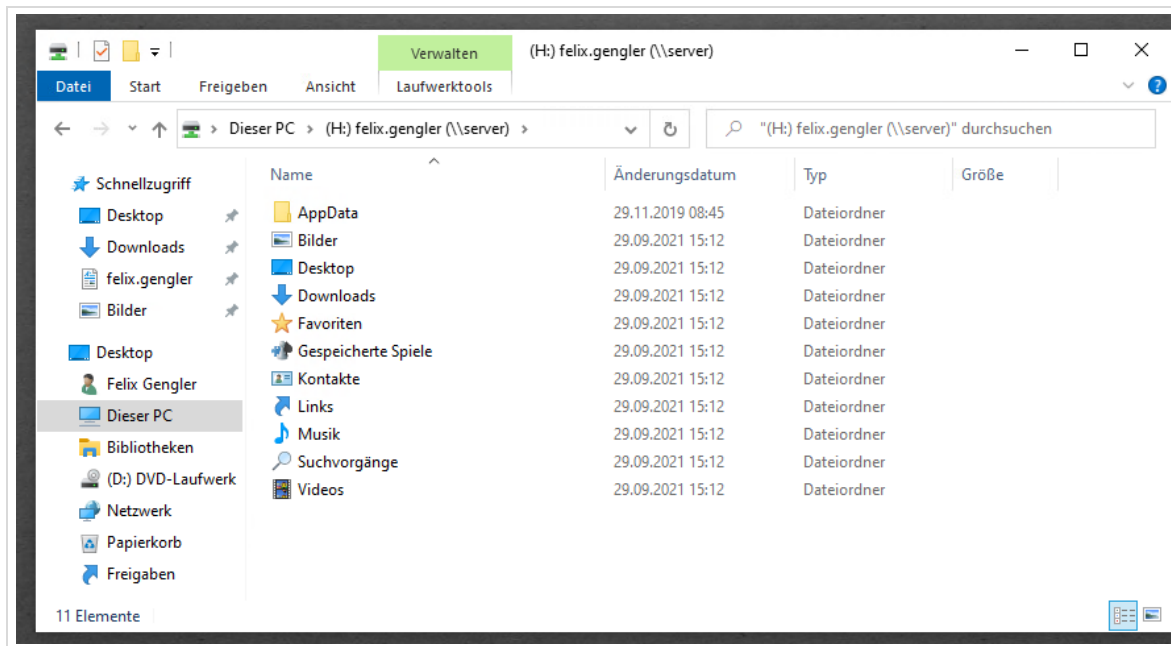 Verwalten (H:) felix.gengler (\\server)
Datei Start Freigeben Ansicht Laufwerktools
Dieser PC > (H:) felix.gengler (\\server) > "(H:) felix.gengler (\\server)" durchsuchen
Name Änderungsdatum Typ Größe
Schnellzugriff
Desktop
Downloads
felix.gengler
Bilder
Desktop
Felix Gengler
Dieser PC
Bibliotheken
(D:) DVD-Laufwerk
Netzwerk
Papierkorb
Freigaben
AppData 29.11.2019 08:45 Dateiordner
Bilder 29.09.2021 15:12 Dateiordner
Desktop 29.09.2021 15:12 Dateiordner
Downloads 29.09.2021 15:12 Dateiordner
Favoriten 29.09.2021 15:12 Dateiordner
Gespeicherte Spiele 29.09.2021 15:12 Dateiordner
Kontakte 29.09.2021 15:12 Dateiordner
Links 29.09.2021 15:12 Dateiordner
Musik 29.09.2021 15:12 Dateiordner
Suchvorgänge 29.09.2021 15:12 Dateiordner
Videos 29.09.2021 15:12 Dateiordner
11 Elemente